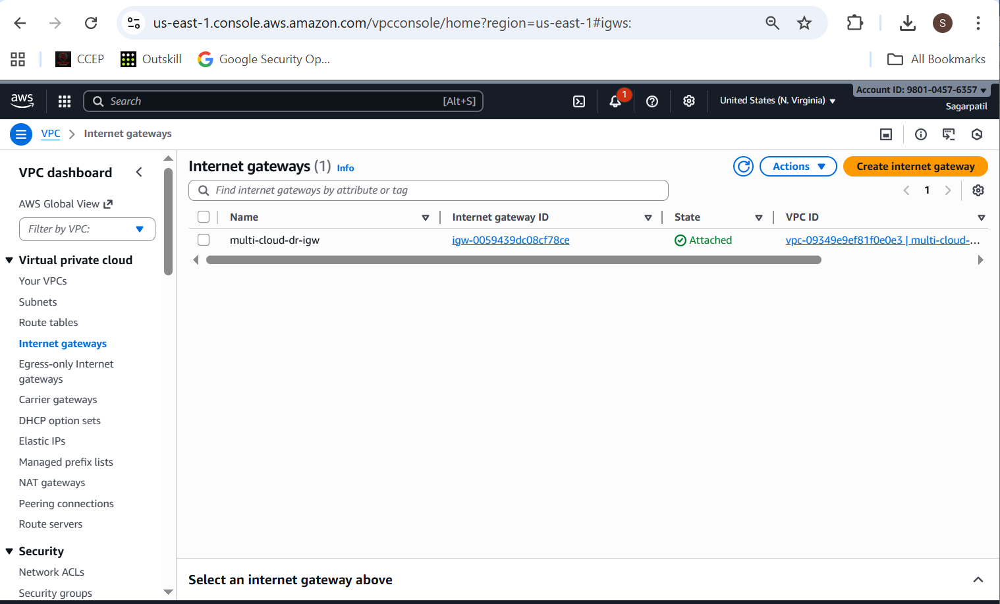 us-east-1.console.aws.amazon.com/vpcconsole/home?region=us-east-1#igws:
S
CCEP
Outskill
Google Security Op...
All Bookmarks
aws
Search
[Alt+S]
1
United States (N. Virginia)
Account ID: 9801-0457-6357
Sagarpatil
VPC
Internet gateways
VPC dashboard
AWS Global View
Filter by VPC:
Virtual private cloud
Your VPCs
Subnets
Route tables
Internet gateways
Egress-only Internet
gateways
Carrier gateways
DHCP option sets
Elastic IPs
Managed prefix lists
NAT gateways
Peering connections
Route servers
Security
Network ACLs
Security groups
Internet gateways (1) Info
Actions
Create internet gateway
Find internet gateways by attribute or tag
1
Name
Internet gateway ID
State
VPC ID
multi-cloud-dr-igw
igw-0059439dc08cf78ce
Attached
vpc-09349e9ef81f0e0e3 | multi-cloud-...
Select an internet gateway above